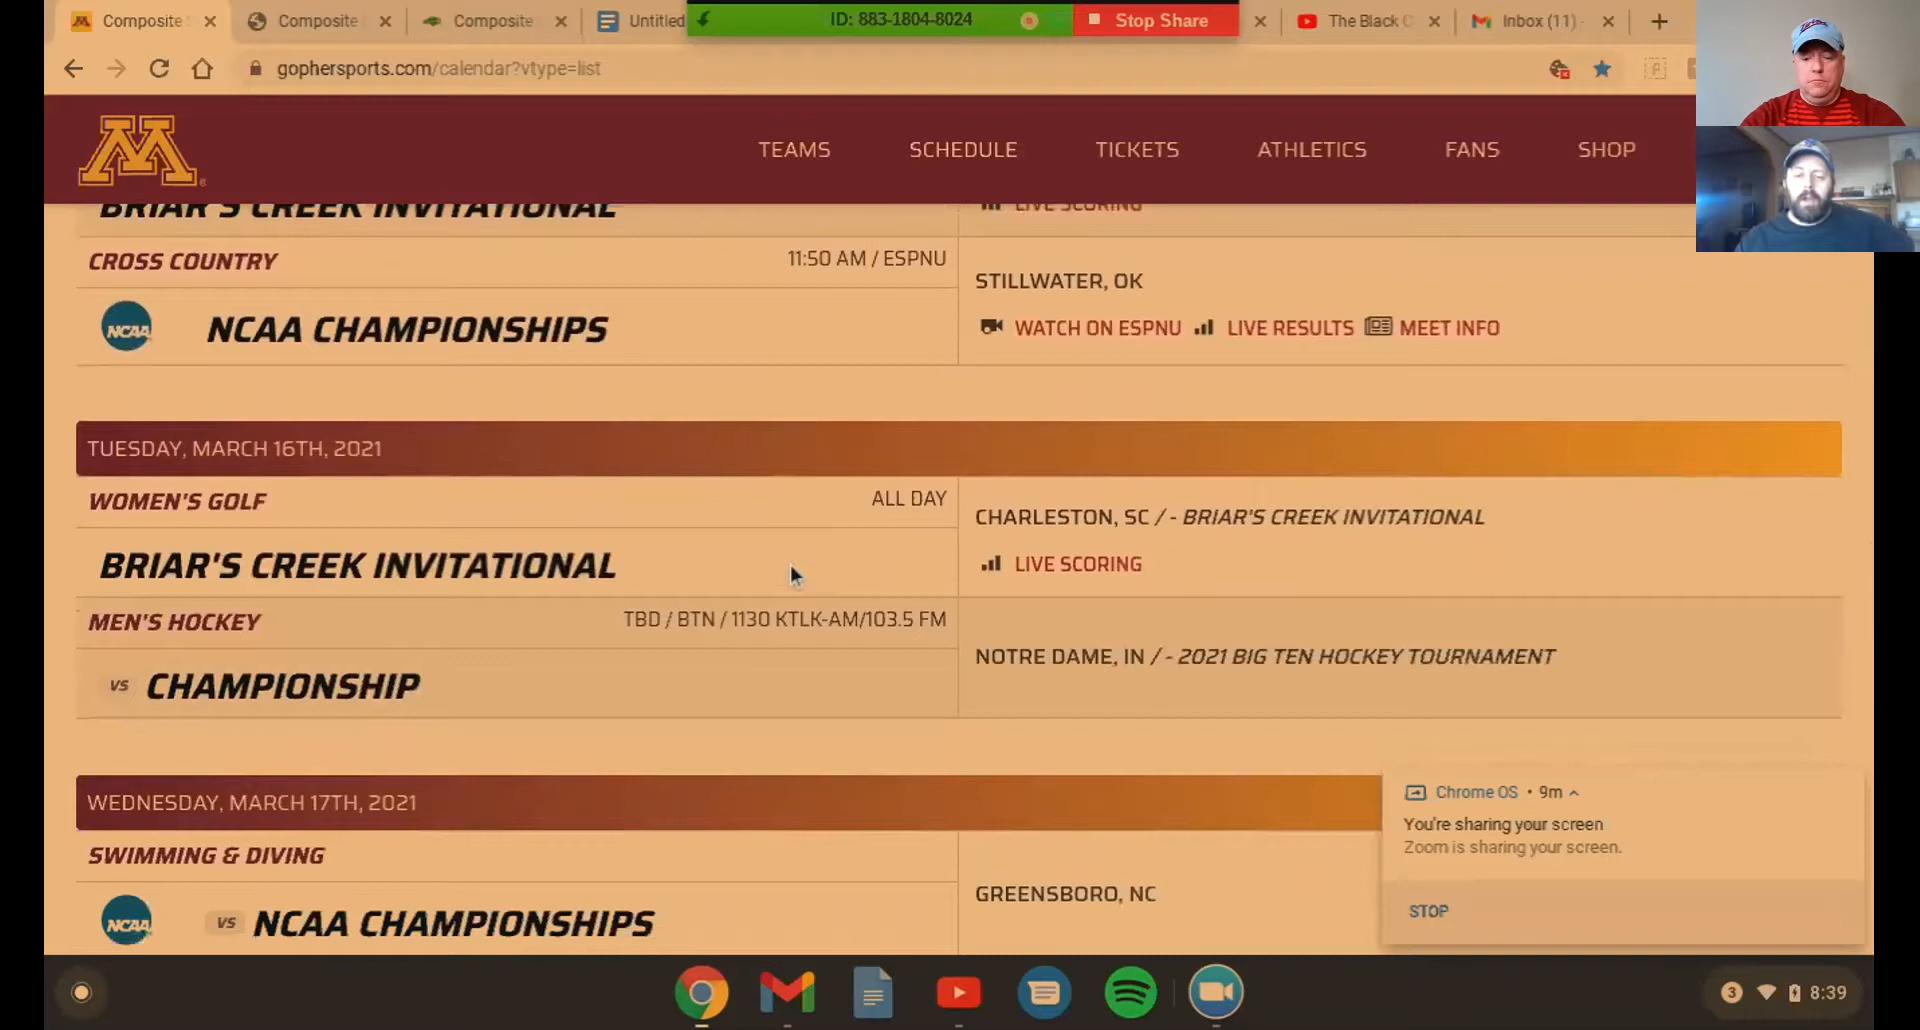 Composite
Composite
Composite
Untitled
ID: 883-1804-8024
Stop Share
The Black
Inbox (11)
gophersports.com/calendar?vtype=list
M
TEAMS
SCHEDULE
TICKETS
ATHLETICS
FANS
SHOP
BRIAR'S CREEK INVITATIONAL
LIVE SCORING
CROSS COUNTRY
11:50 AM / ESPNU
STILLWATER, OK
NCAA
NCAA CHAMPIONSHIPS
WATCH ON ESPNU
LIVE RESULTS
MEET INFO
TUESDAY, MARCH 16TH, 2021
WOMEN'S GOLF
ALL DAY
CHARLESTON, SC / - BRIAR'S CREEK INVITATIONAL
BRIAR'S CREEK INVITATIONAL
LIVE SCORING
MEN'S HOCKEY
TBD / BTN / 1130 KTLK-AM/103.5 FM
NOTRE DAME, IN / - 2021 BIG TEN HOCKEY TOURNAMENT
VS CHAMPIONSHIP
WEDNESDAY, MARCH 17TH, 2021
SWIMMING & DIVING
GREENSBORO, NC
NCAA
VS NCAA CHAMPIONSHIPS
Chrome OS • 9m
You're sharing your screen
Zoom is sharing your screen.
STOP
3
8:39